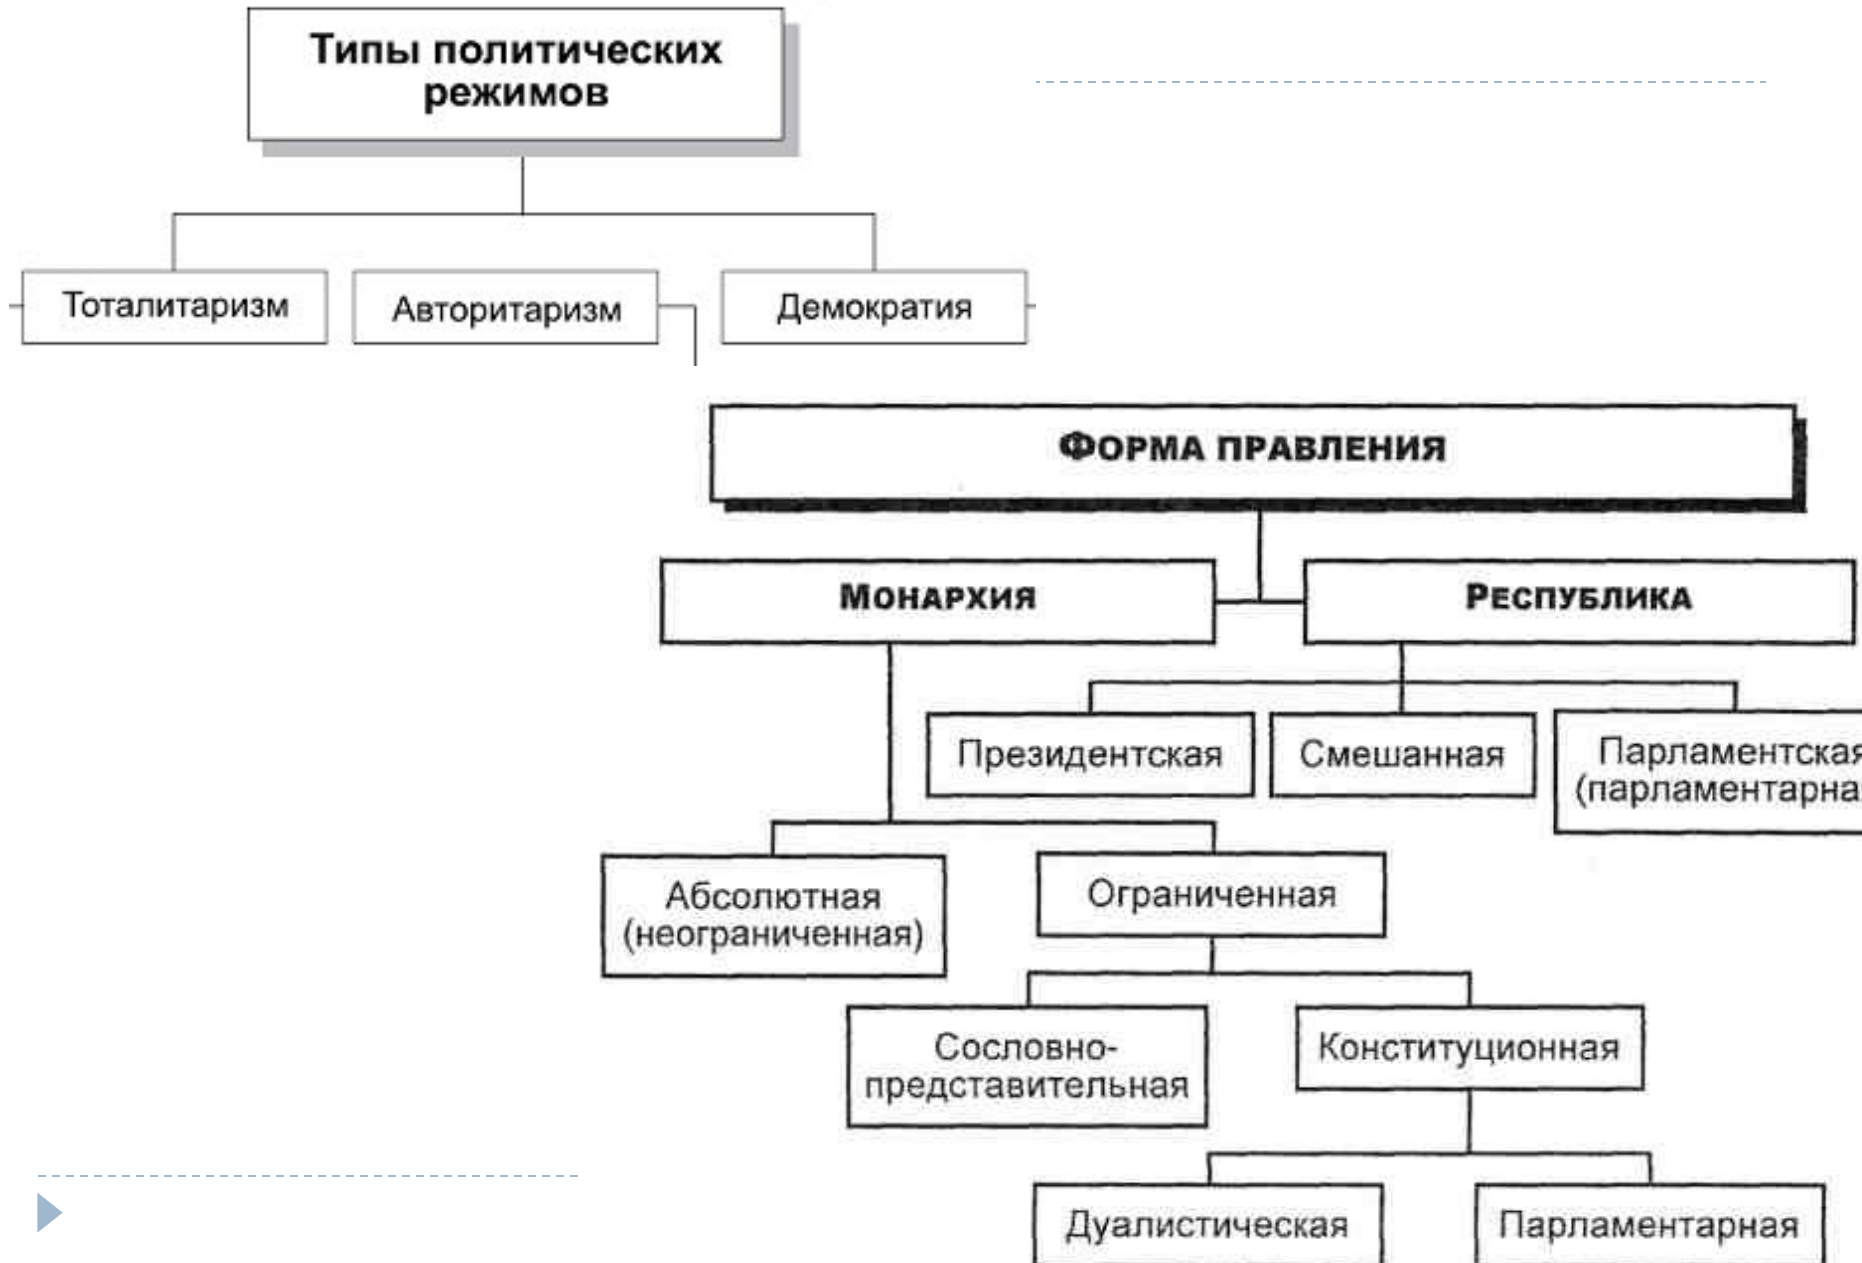 Типы политических
режимов
Тоталитаризм
Авторитаризм
Демократия
ФОРМА ПРАВЛЕНИЯ
МОНАРХИЯ
РЕСПУБЛИКА
Президентская
Смешанная
Парламентская
(парламентарна
Абсолютная
(неограниченная)
Ограниченная
Сословно-
представительная
Конституционная
Дуалистическая
Парламентарная